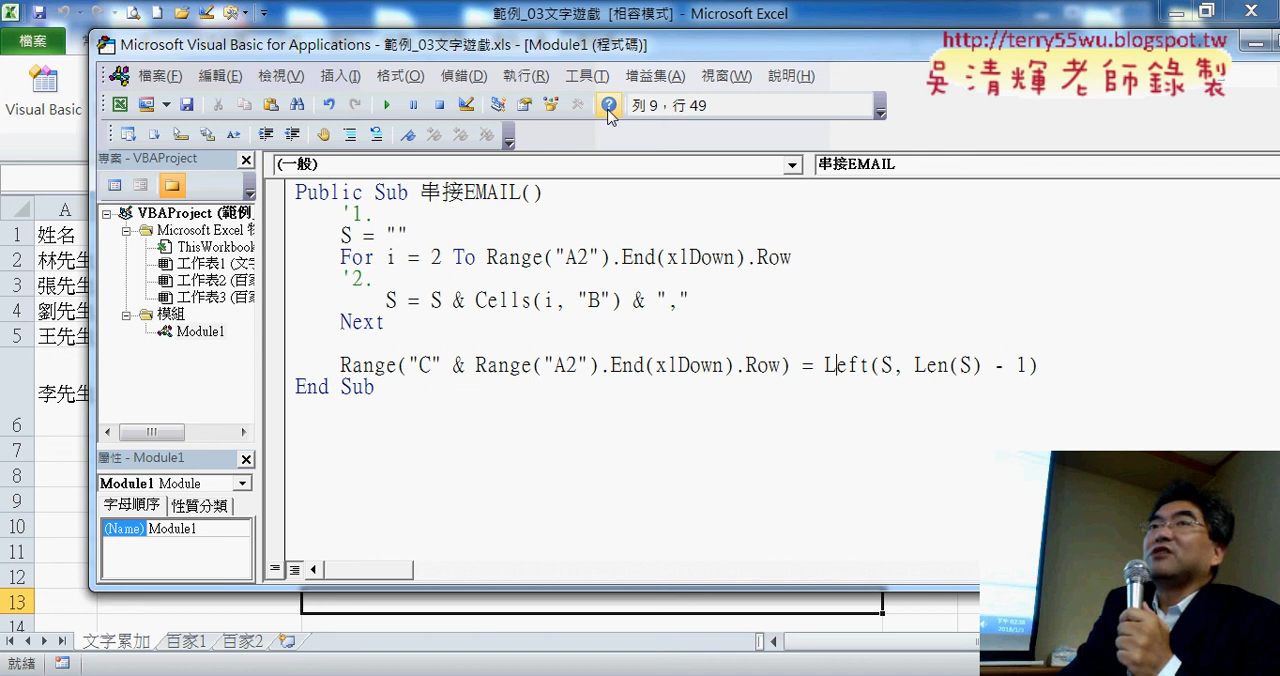 範例_03文字遊戲 [相容模式] - Microsoft Excel
檔案
Visual Basic
Microsoft Visual Basic for Applications - 範例_03文字遊戲.xls - [Module1 (程式碼)]
http://terry55wu.blogspot.tw
吳清輝老師錄製
檔案(F) 編輯(E) 檢視(V) 插入(I) 格式(O) 偵錯(D) 執行(R) 工具(T) 增益集(A) 視窗(W) 說明(H)
列 9，行 49
專案 - VBAProject
(一般)
串接EMAIL
VBAProject (範例
Microsoft Excel 物
ThisWorkbook
工作表1 (文
工作表2 (百
工作表3 (百
模組
Module1
屬性 - Module1
Module1 Module
字母順序 性質分類
(Name) Module1
Public Sub 串接EMAIL()
'1.
S = ""
For i = 2 To Range("A2").End(xlDown).Row
'2.
S = S & Cells(i, "B") & ","
Next
Range("C" & Range("A2").End(xlDown).Row) = Left(S, Len(S) - 1)
End Sub
A
1 姓名
2 林先生
3 張先生
4 劉先生
5 王先生
6 李先生
7
8
9
10
11
12
13
14
文字累加 百家1 百家2
就緒